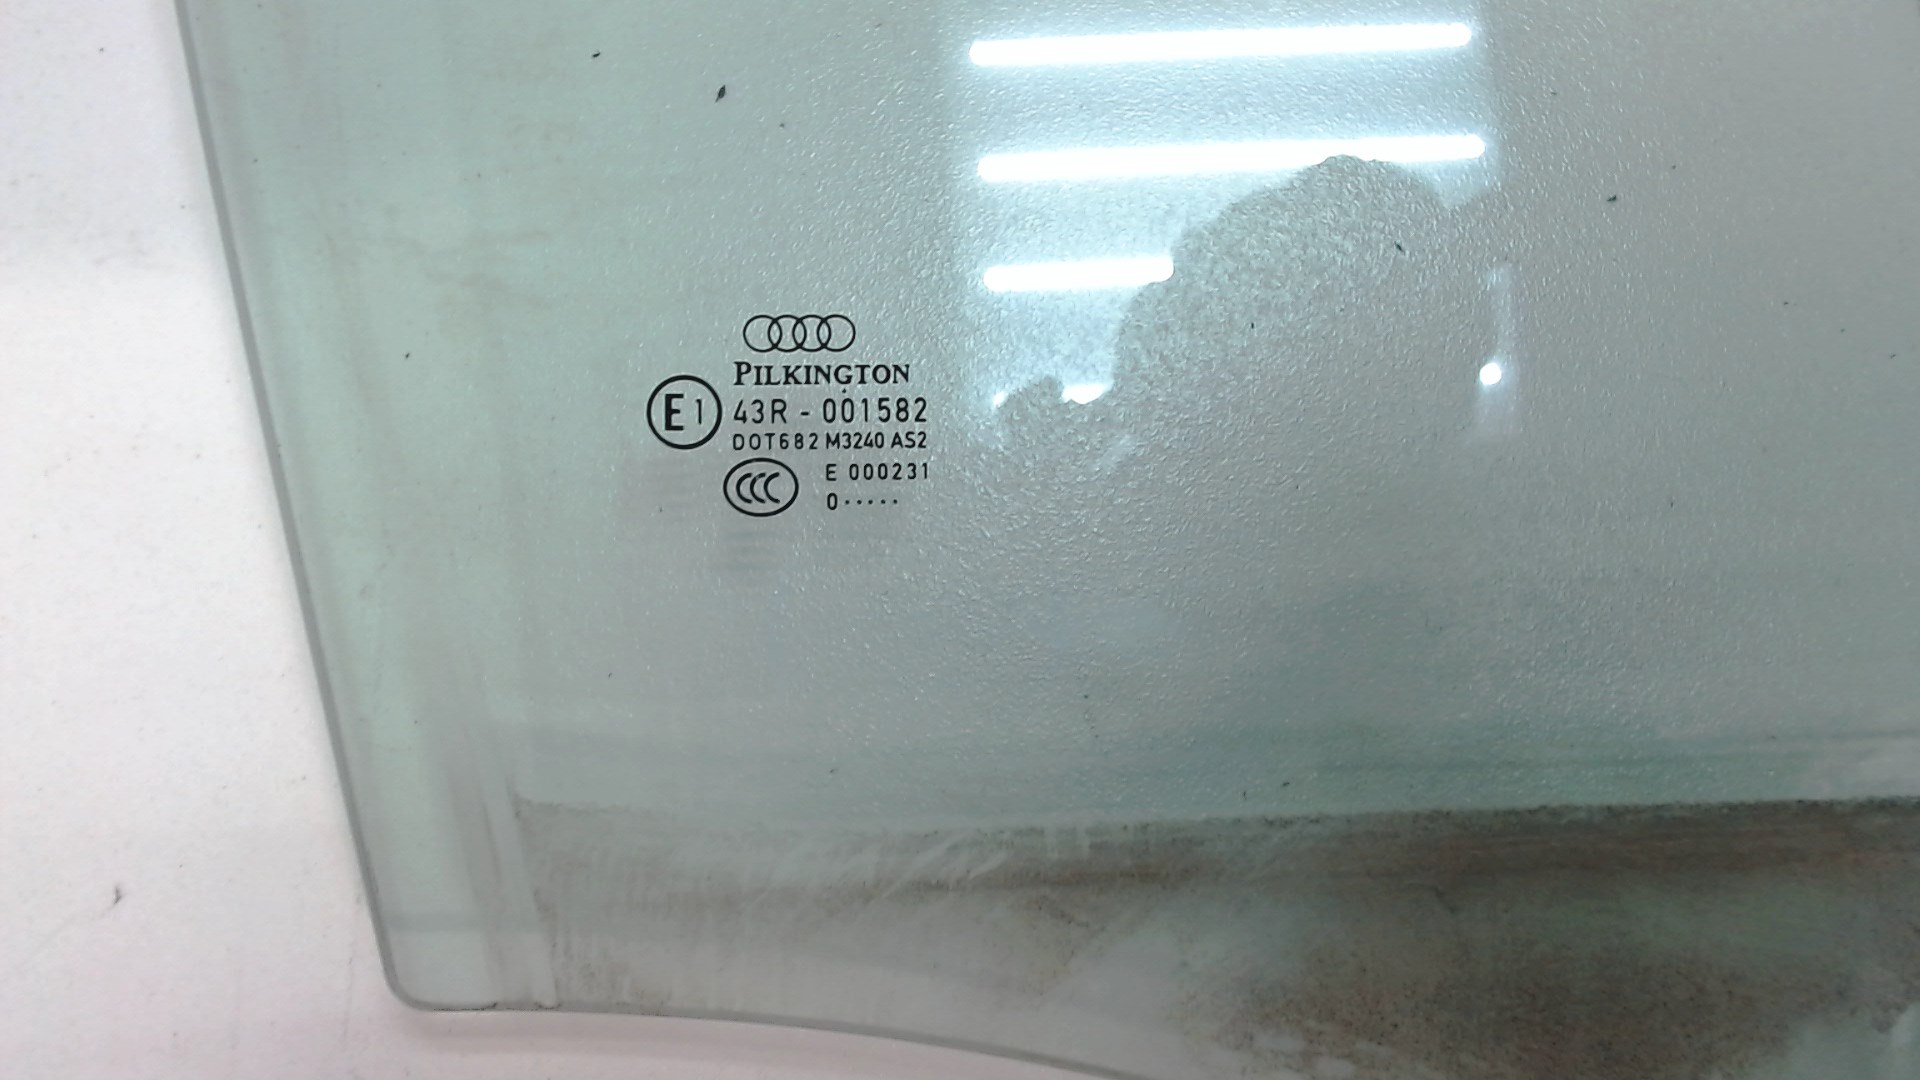 PILKINGTON
E1 43R - 001582
DOT682 M3240 AS2
CCC E 000231
0·····